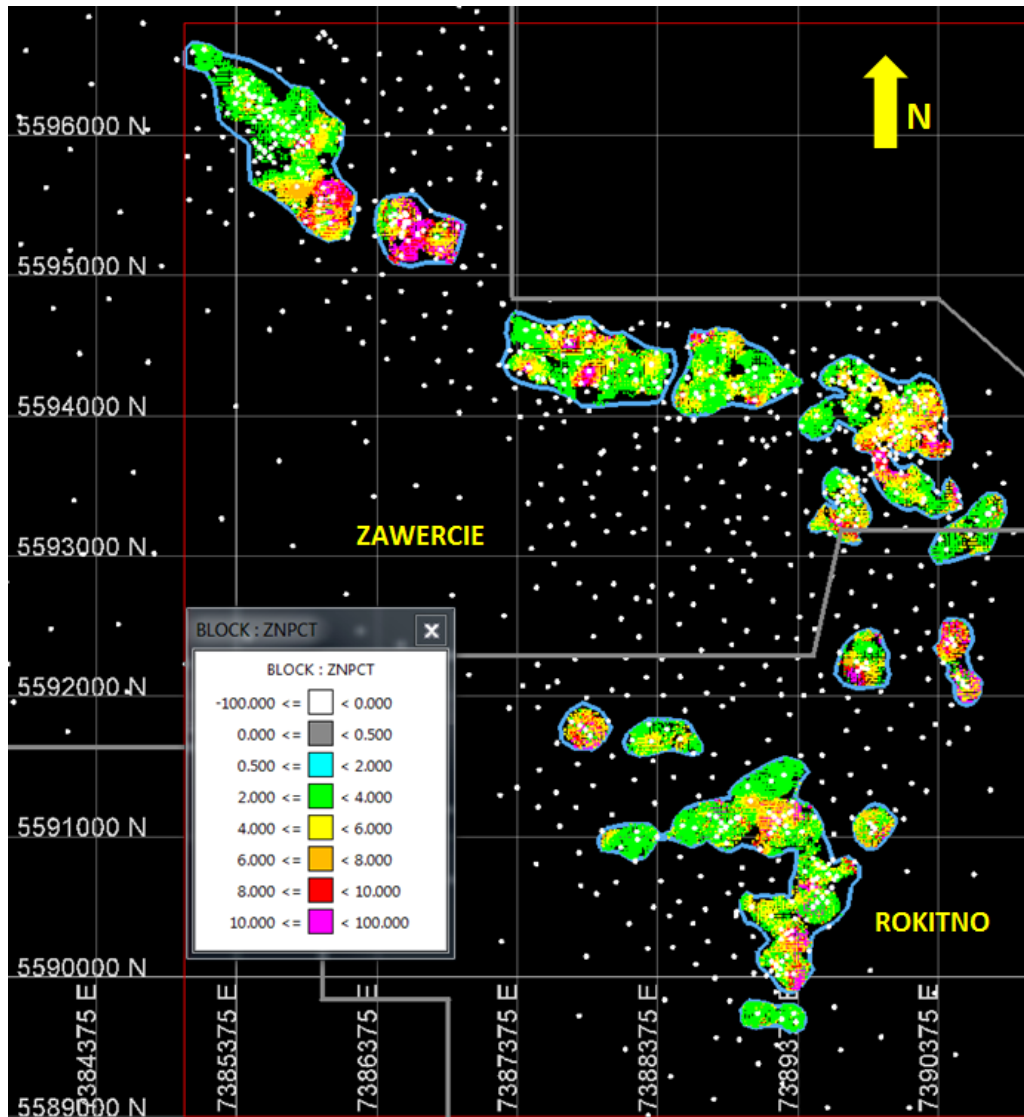 N
5596000 N
5595000 N
5594000 N
5593000 N
ZAWERCIE
BLOCK : ZNPCT
BLOCK : ZNPCT
-100.000 <= < 0.000
0.000 <= < 0.500
0.500 <= < 2.000
2.000 <= < 4.000
4.000 <= < 6.000
6.000 <= < 8.000
8.000 <= < 10.000
10.000 <= < 100.000
5592000 N
5591000 N
ROKITNO
5590000 N
5589000 N
7384375 E
7385375 E
7386375 E
7387375 E
7388375 E
7389375 E
7390375 E